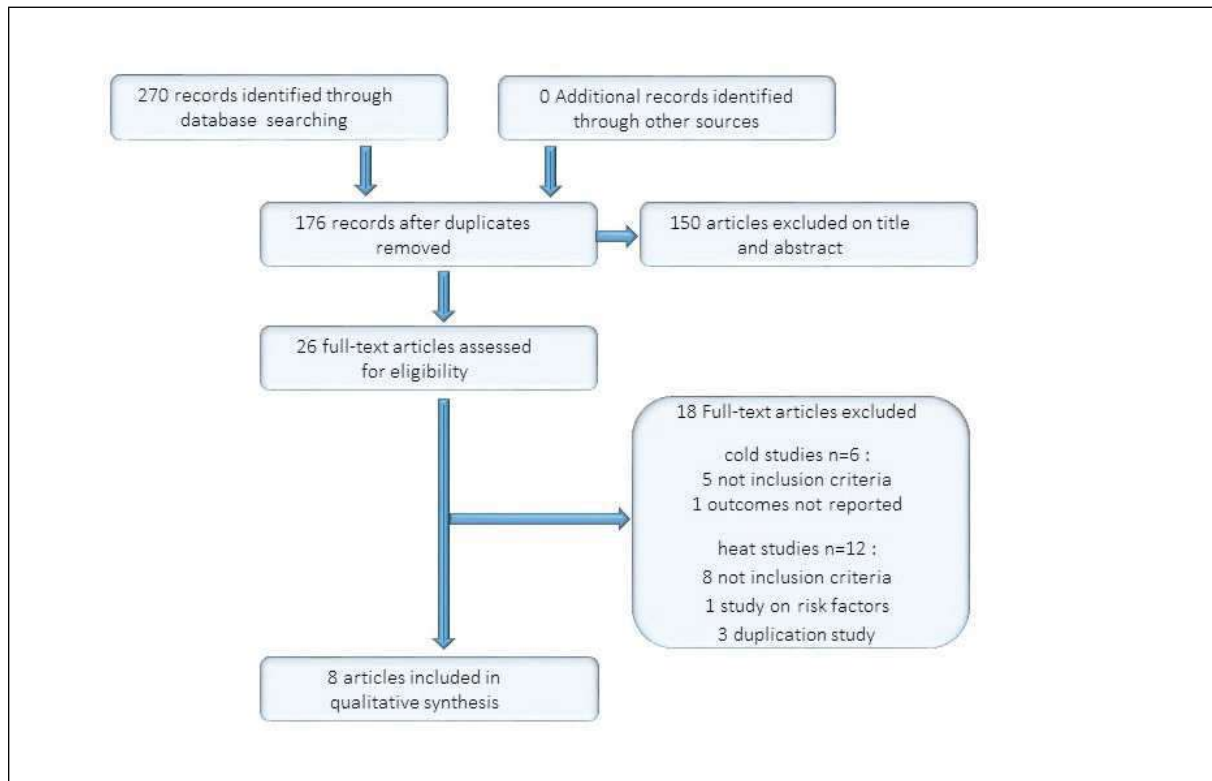 270 records identified through
database searching
0 Additional records identified
through other sources
176 records after duplicates
removed
150 articles excluded on title
and abstract
26 full-text articles assessed
for eligibility
18 Full-text articles excluded
cold studies n=6 :
5 not inclusion criteria
1 outcomes not reported
heat studies n=12 :
8 not inclusion criteria
1 study on risk factors
3 duplication study
8 articles included in
qualitative synthesis